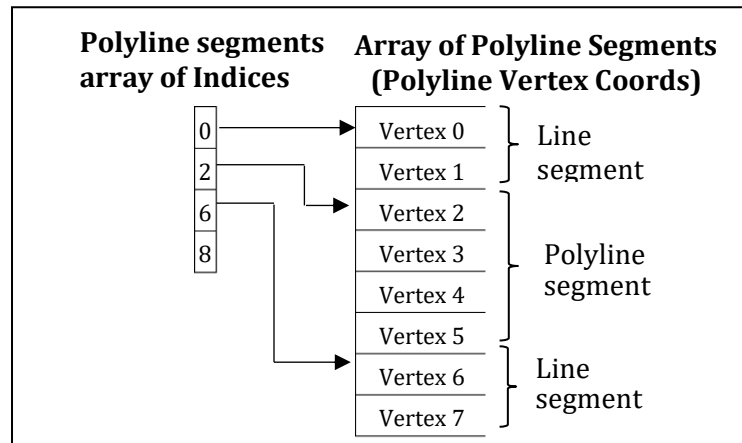 Polyline segments
array of Indices
Array of Polyline Segments
(Polyline Vertex Coords)
0
2
6
8
Vertex 0
Vertex 1
Vertex 2
Vertex 3
Vertex 4
Vertex 5
Vertex 6
Vertex 7
Line
segment
Polyline
segment
Line
segment